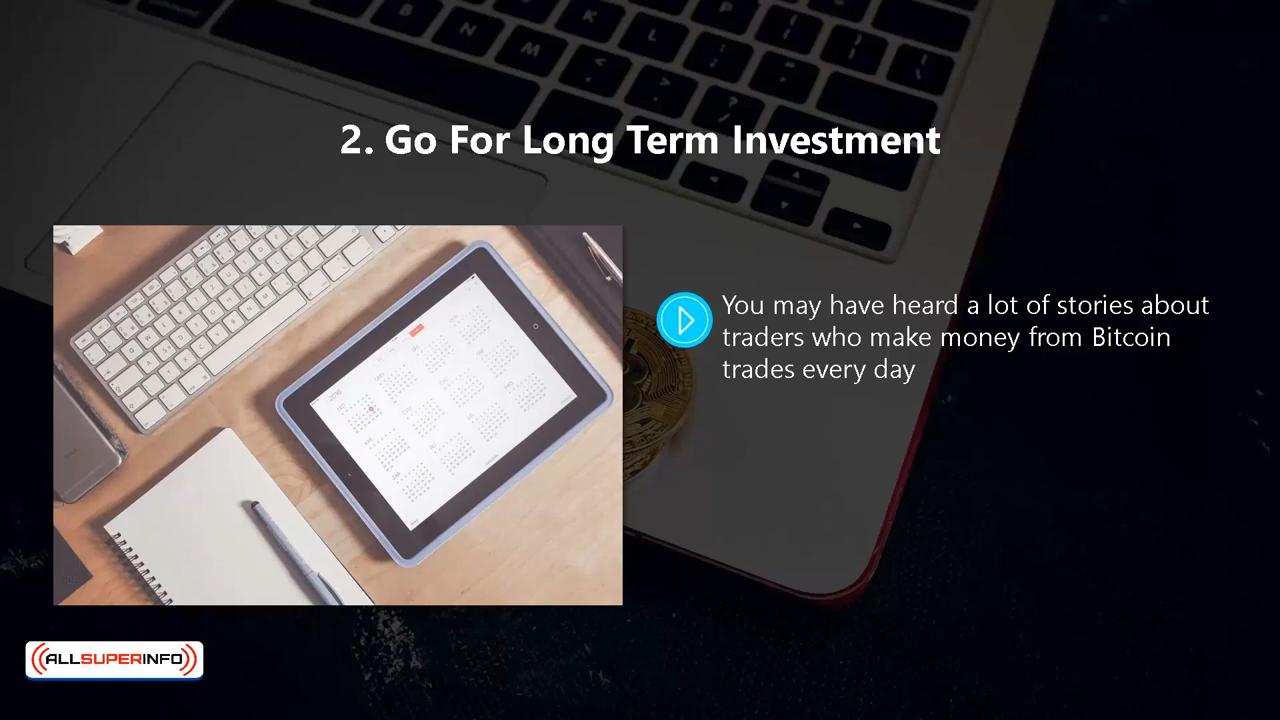 2. Go For Long Term Investment
You may have heard a lot of stories about
traders who make money from Bitcoin
trades every day
ALLSUPERINFO